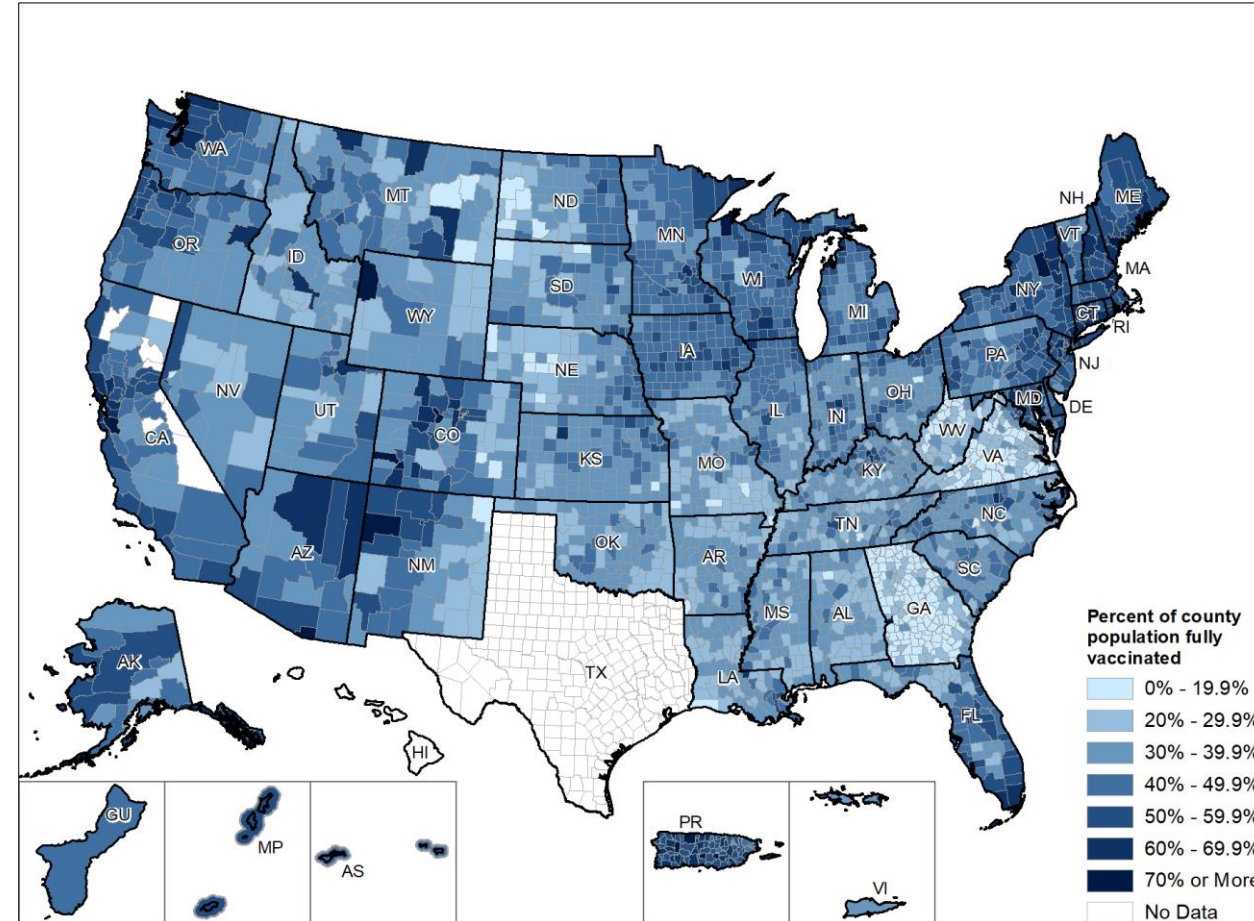 WA
MT
ND
MN
OR
ID
WY
SD
WI
MI
NH
VT
ME
NY
MA
CT
RI
NV
UT
CO
NE
IA
IL
IN
OH
PA
NJ
MD
DE
CA
KS
MO
KY
WV
VA
AZ
NM
OK
AR
TN
NC
SC
TX
LA
MS
AL
GA
FL
AK
HI
GU
MP
AS
PR
VI
Percent of county
population fully
vaccinated
0% - 19.9%
20% - 29.9%
30% - 39.9%
40% - 49.9%
50% - 59.9%
60% - 69.9%
70% or More
No Data